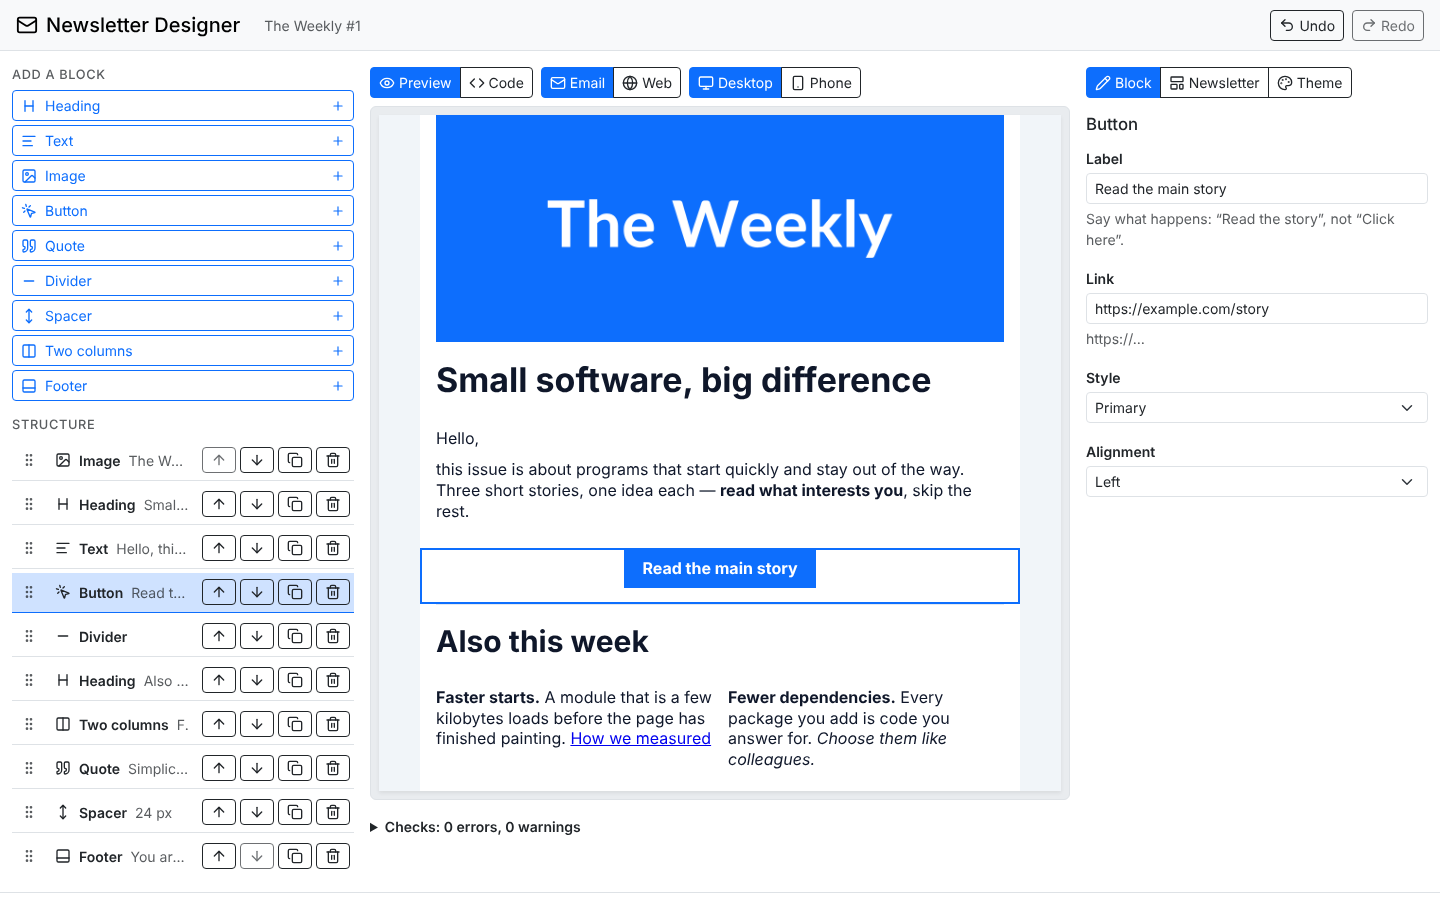 Newsletter Designer
The Weekly #1
Undo
Redo
ADD A BLOCK
Heading
Text
Image
Button
Quote
Divider
Spacer
Two columns
Footer
STRUCTURE
Image The W...
Heading Smal...
Text Hello, thi...
Button Read t...
Divider
Heading Also ...
Two columns F.
Quote Simplic...
Spacer 24 px
Footer You ar...
Preview
Code
Email
Web
Desktop
Phone
The Weekly
Small software, big difference
Hello,
this issue is about programs that start quickly and stay out of the way.
Three short stories, one idea each — read what interests you, skip the
rest.
Read the main story
Also this week
Faster starts. A module that is a few
kilobytes loads before the page has
finished painting. How we measured
Fewer dependencies. Every
package you add is code you
answer for. Choose them like
colleagues.
Checks: 0 errors, 0 warnings
Block
Newsletter
Theme
Button
Label
Read the main story
Say what happens: “Read the story”, not “Click
here”.
Link
https://example.com/story
https://...
Style
Primary
Alignment
Left